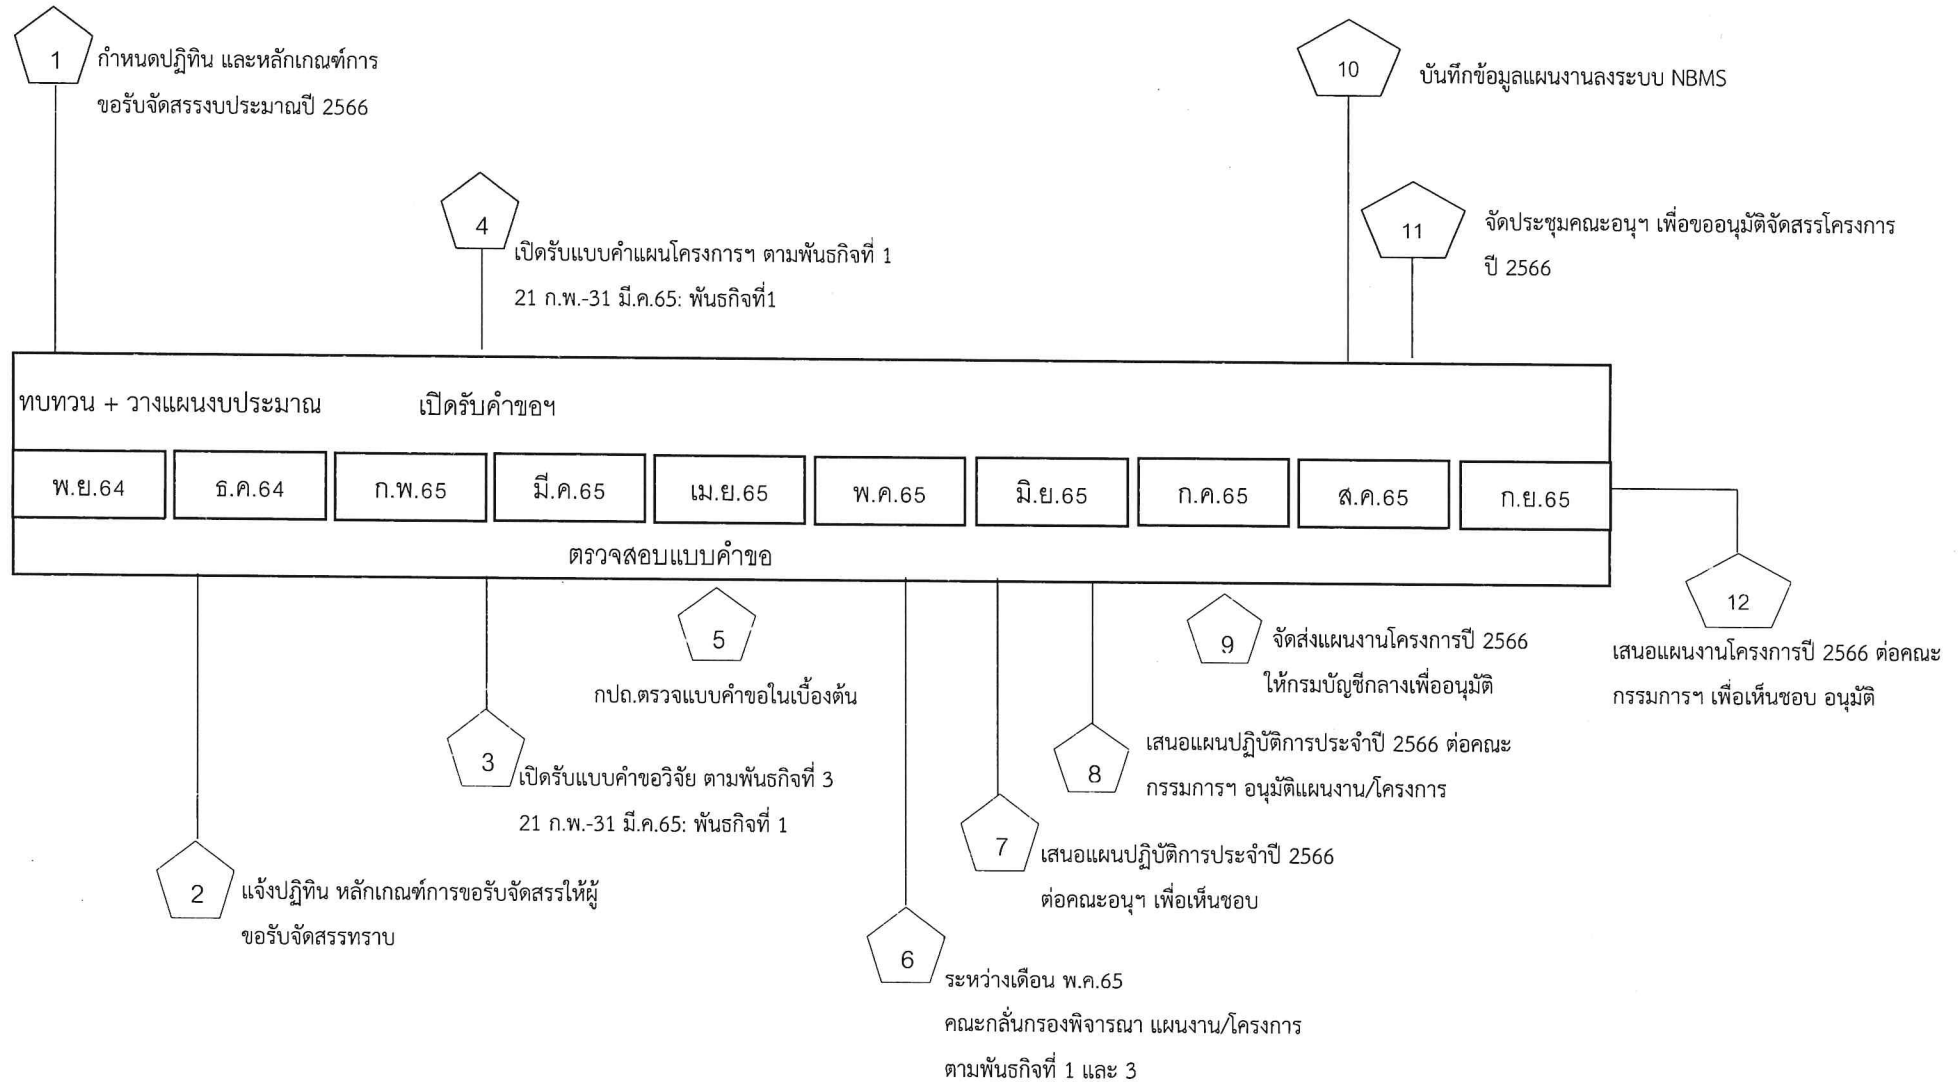 1
กำหนดปฏิทิน และหลักเกณฑ์การ
ขอรับจัดสรรงบประมาณปี 2566
10
บันทึกข้อมูลแผนงานลงระบบ NBMS
4
เปิดรับแบบคำแผนโครงการฯ ตามพันธกิจที่ 1
21 ก.พ.-31 มี.ค.65: พันธกิจที่1
11
จัดประชุมคณะอนุฯ เพื่อขออนุมัติจัดสรรโครงการ
ปี 2566
ทบทวน + วางแผนงบประมาณ
เปิดรับคำขอฯ
พ.ย.64
ธ.ค.64
ก.พ.65
มี.ค.65
เม.ย.65
พ.ค.65
มิ.ย.65
ก.ค.65
ส.ค.65
ก.ย.65
ตรวจสอบแบบคำขอ
5
กปถ.ตรวจแบบคำขอในเบื้องต้น
9
จัดส่งแผนงานโครงการปี 2566
ให้กรมบัญชีกลางเพื่ออนุมัติ
12
เสนอแผนงานโครงการปี 2566 ต่อคณะ
กรรมการฯ เพื่อเห็นชอบ อนุมัติ
3
เปิดรับแบบคำขอวิจัย ตามพันธกิจที่ 3
21 ก.พ.-31 มี.ค.65: พันธกิจที่ 1
8
เสนอแผนปฏิบัติการประจำปี 2566 ต่อคณะ
กรรมการฯ อนุมัติแผนงาน/โครงการ
7
เสนอแผนปฏิบัติการประจำปี 2566
ต่อคณะอนุฯ เพื่อเห็นชอบ
2
แจ้งปฏิทิน หลักเกณฑ์การขอรับจัดสรรให้ผู้
ขอรับจัดสรรทราบ
6
ระหว่างเดือน พ.ค.65
คณะกลั่นกรองพิจารณา แผนงาน/โครงการ
ตามพันธกิจที่ 1 และ 3